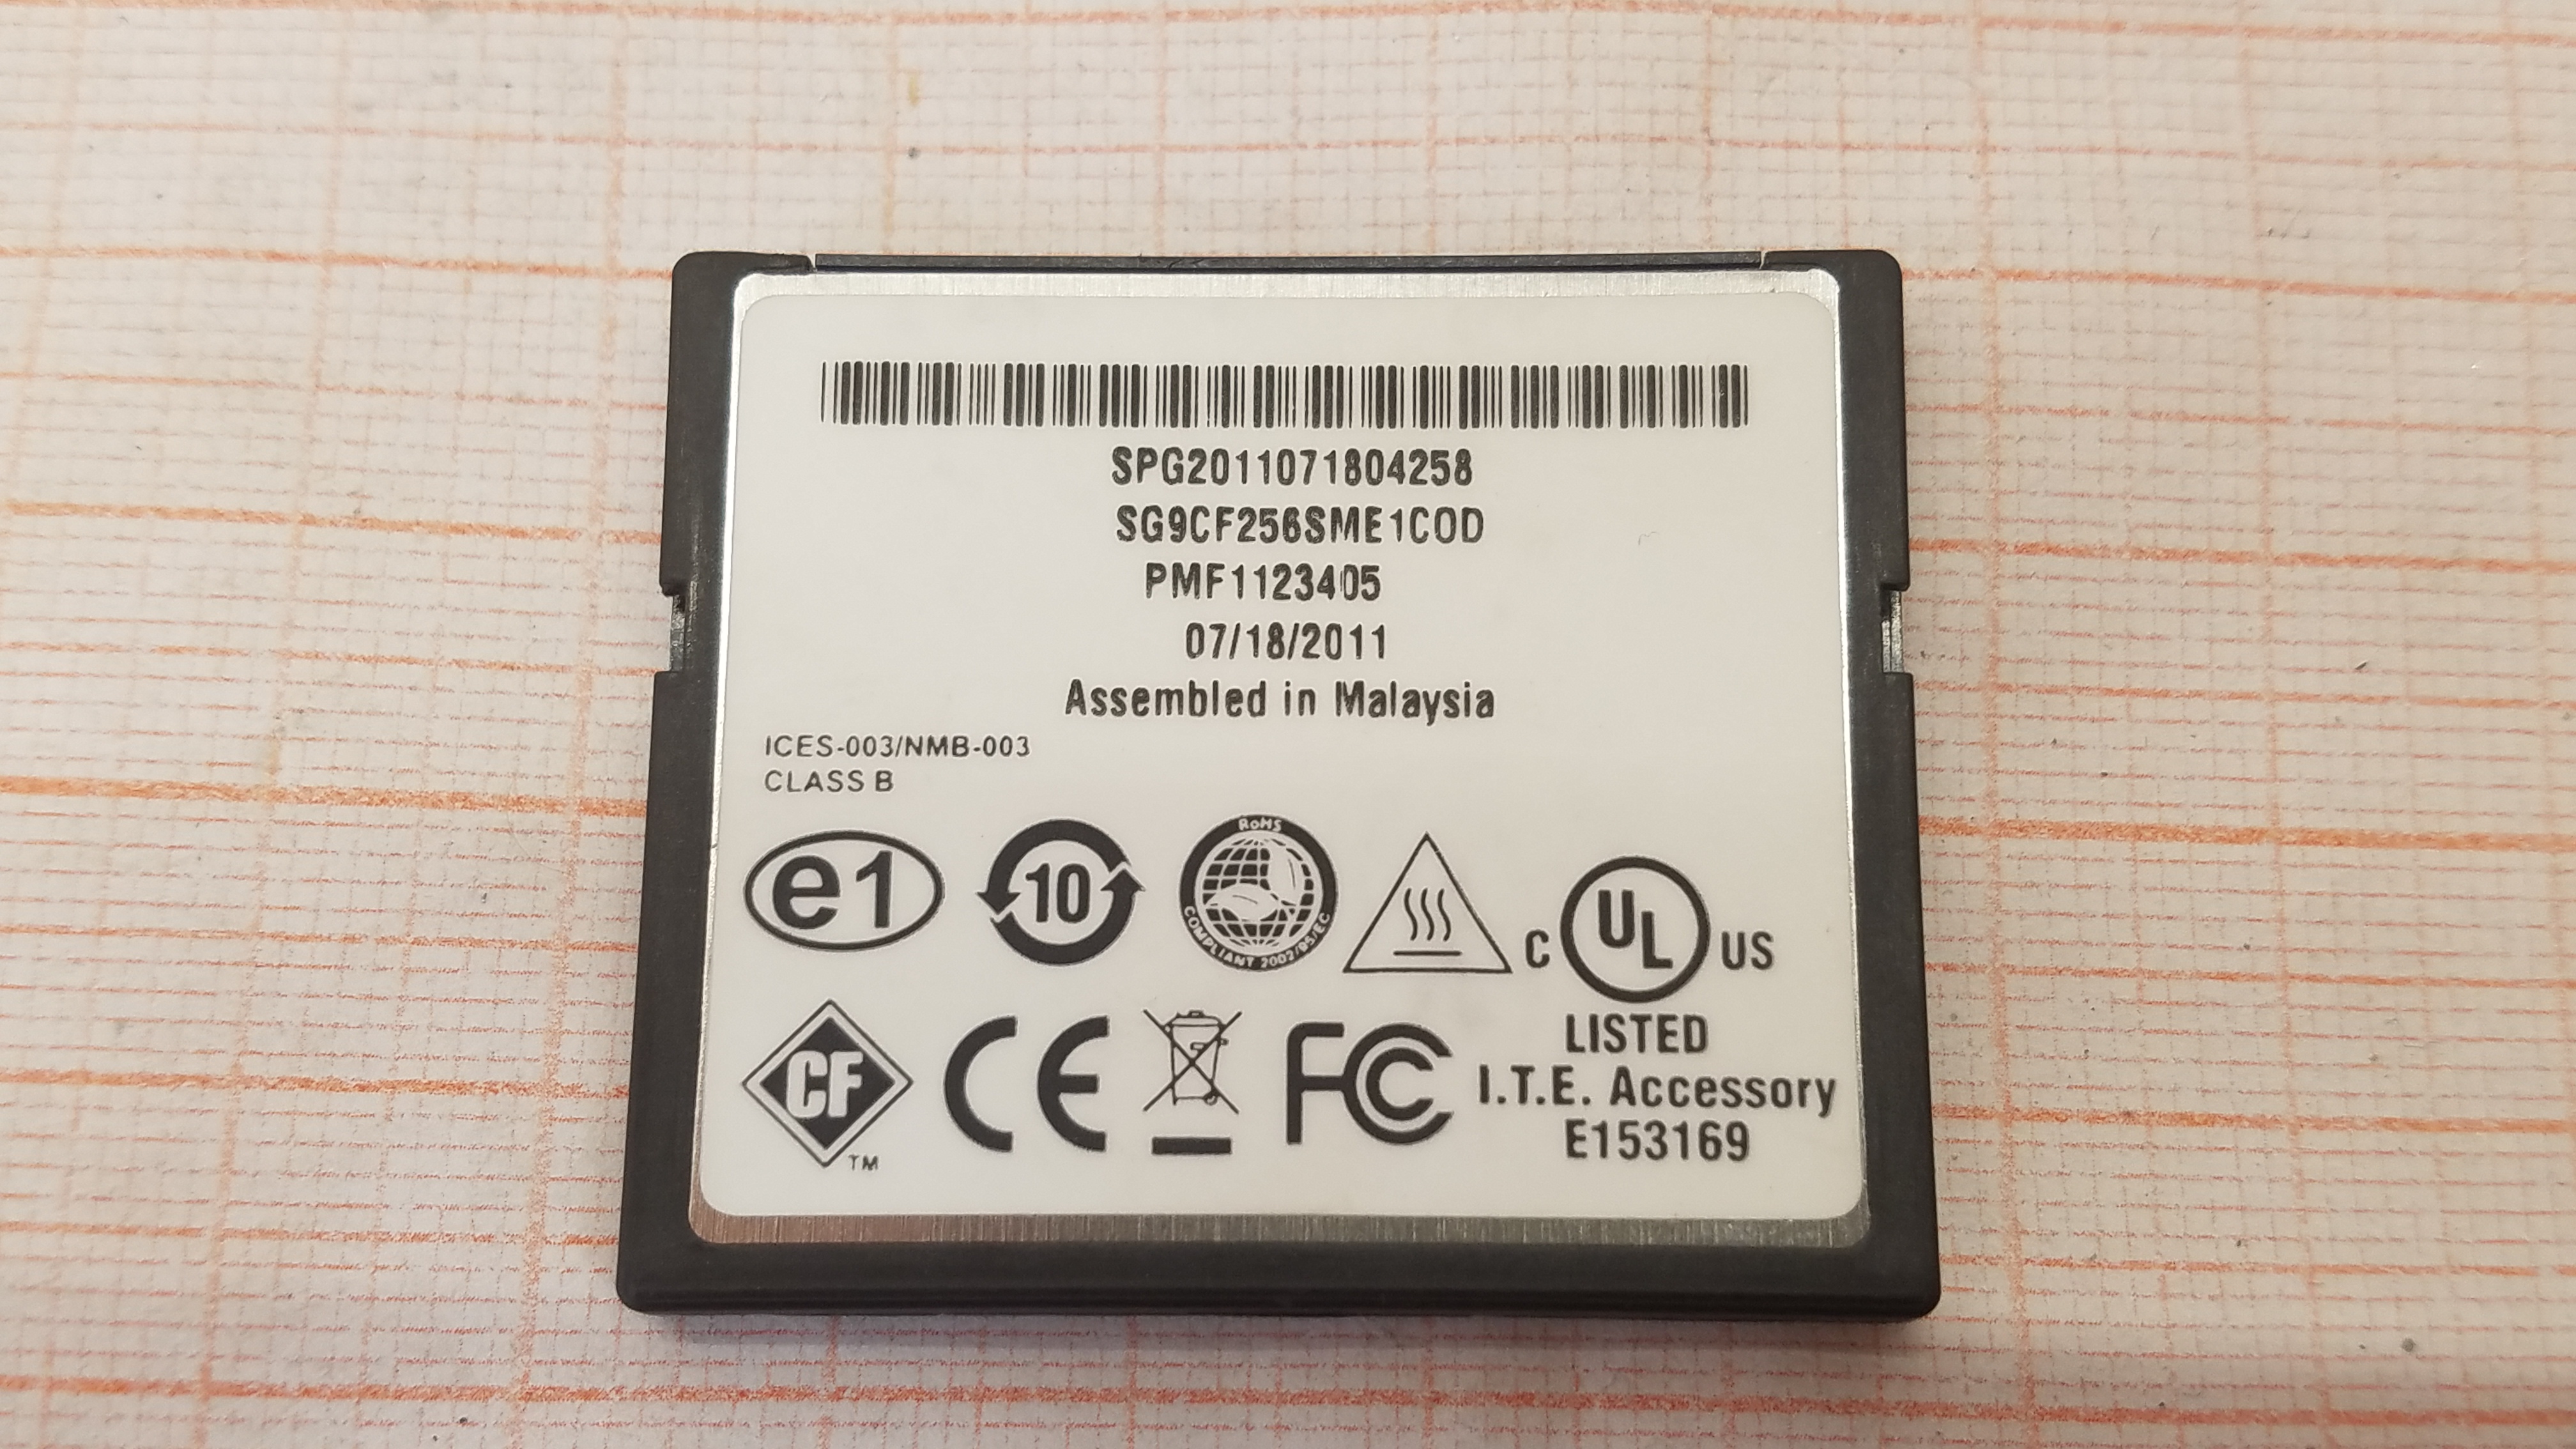 SPG2011071804258
SG9CF256SME1COD
PMF1123405
07/18/2011
Assembled in Malaysia
ICES-003/NMB-003
CLASS B
e1
10
RoHS
COMPLIANT 2002/95/EC
C UL US
LISTED
I.T.E. Accessory
E153169
CF
TM
CE
FC